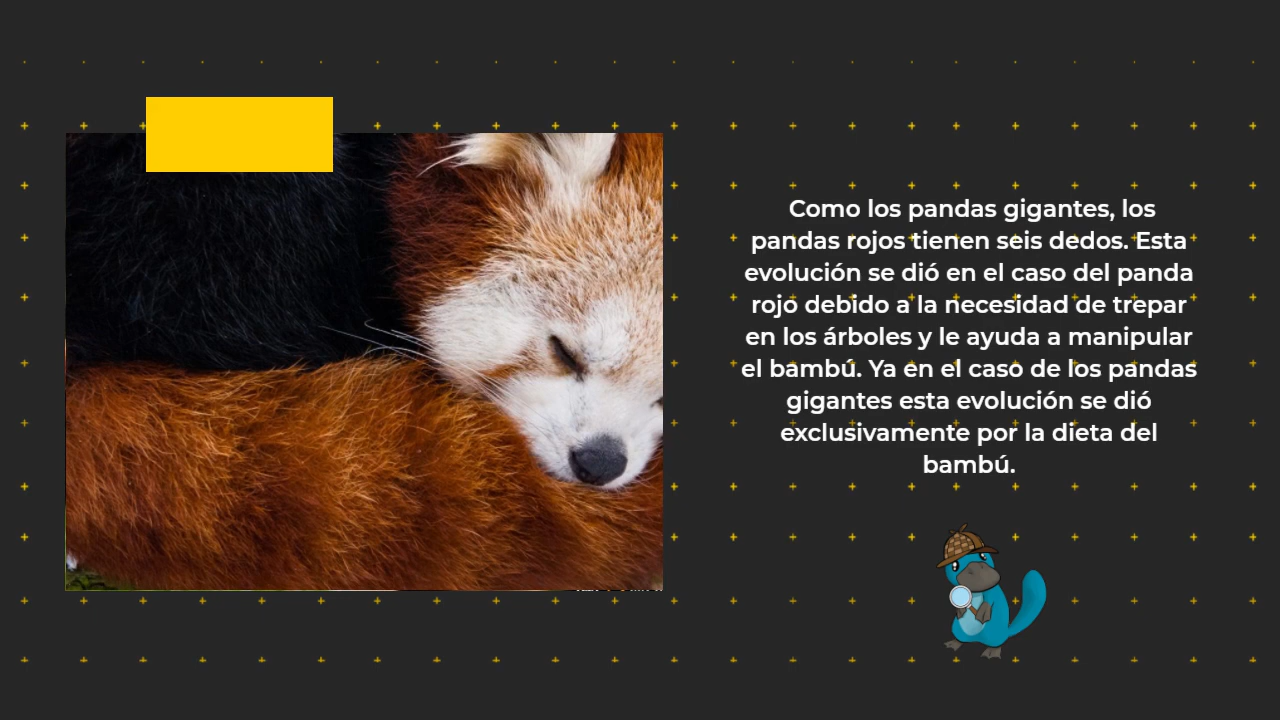 Como los pandas gigantes, los
pandas rojos tienen seis dedos. Esta
evolución se dió en el caso del panda
rojo debido a la necesidad de trepar
en los árboles y le ayuda a manipular
el bambú. Ya en el caso de los pandas
gigantes esta evolución se dió
exclusivamente por la dieta del
bambú.